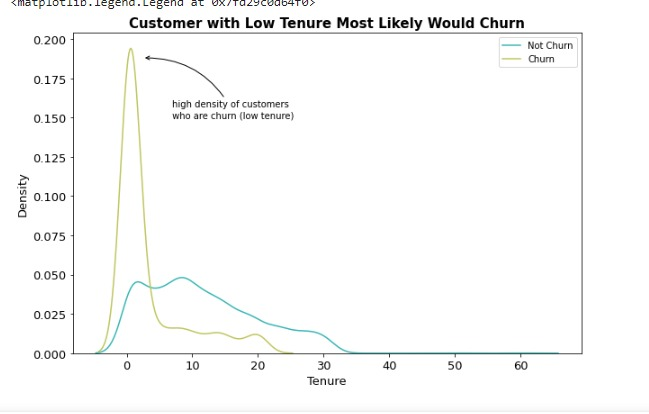 <matplotlib.legend.Legend at 0x7fd29c0d64f0>
Customer with Low Tenure Most Likely Would Churn
0.200
Not Churn
Churn
0.175
high density of customers
who are churn (low tenure)
0.150
0.125
0.100
0.075
0.050
0.025
0.000
Density
0 10 20 30 40 50 60
Tenure